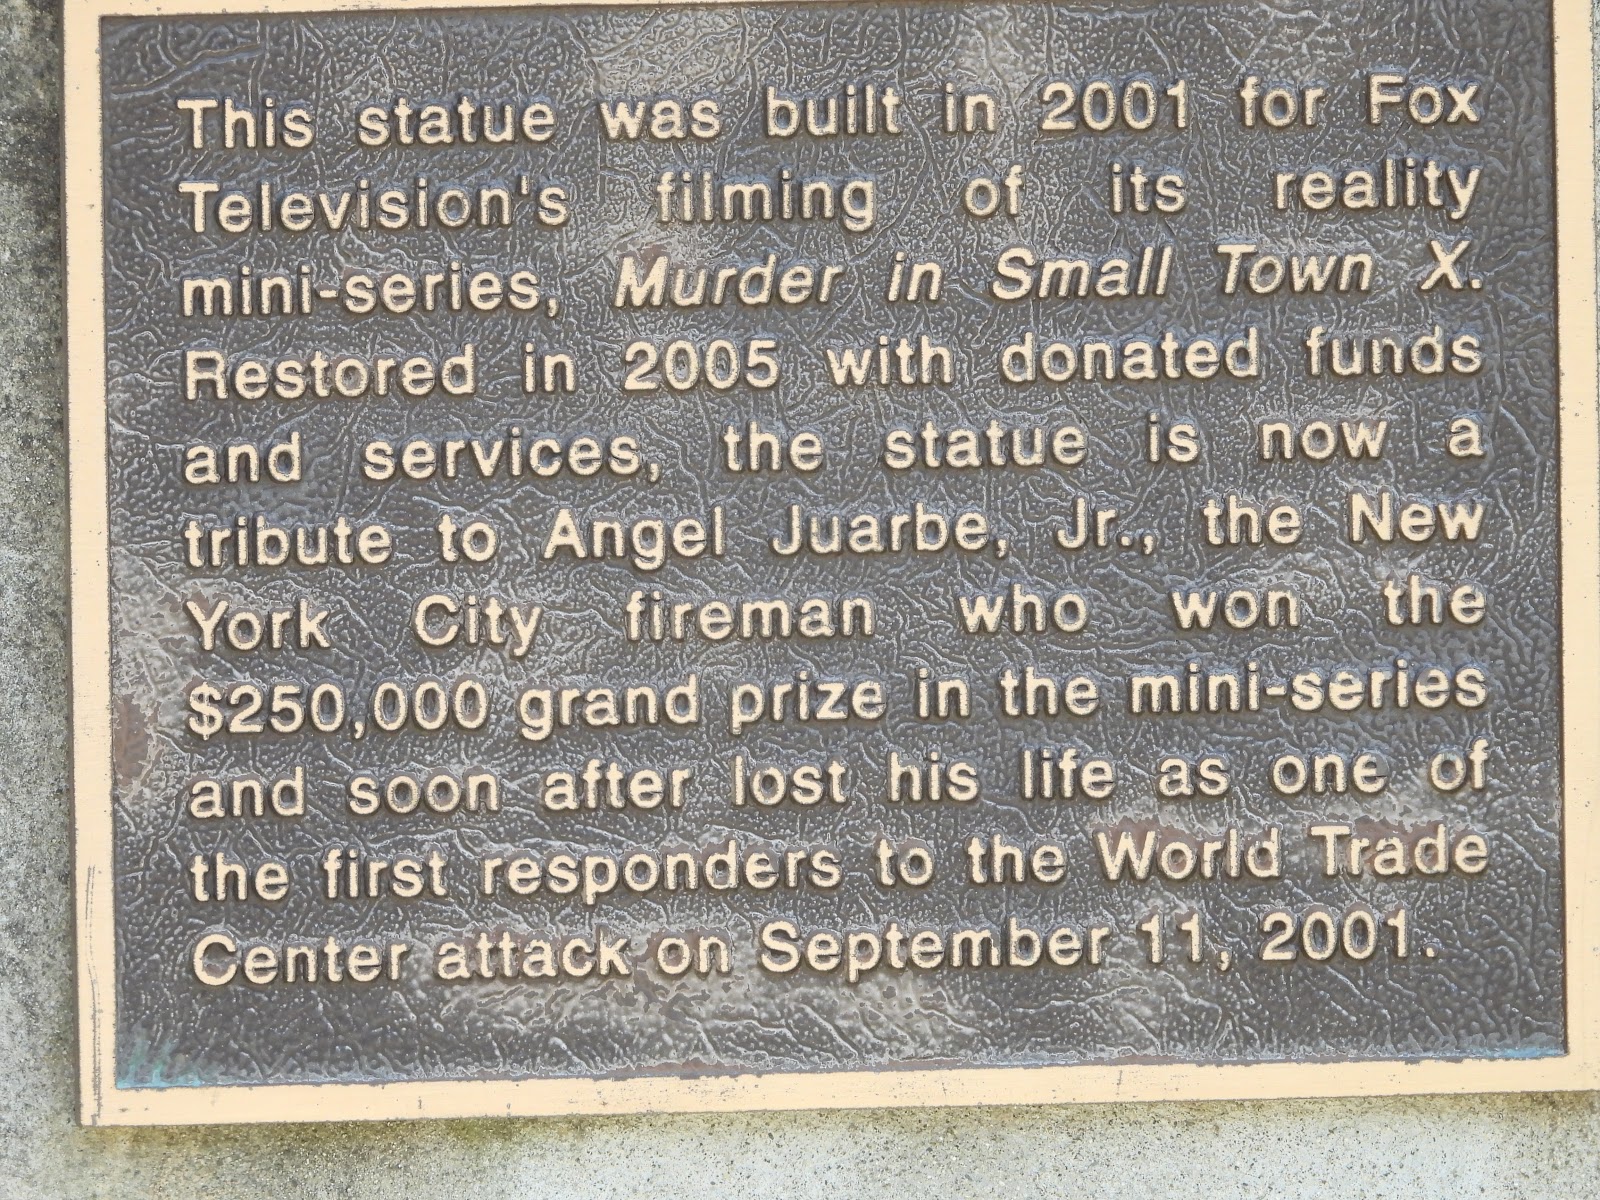 This statue was built in 2001 for Fox
Television's filming of its reality
mini-series, Murder in Small Town X.
Restored in 2005 with donated funds
and services, the statue is now a
tribute to Angel Juarbe, Jr., the New
York City fireman who won the
$250,000 grand prize in the mini-series
and soon after lost his life as one of
the first responders to the World Trade
Center attack on September 11, 2001.